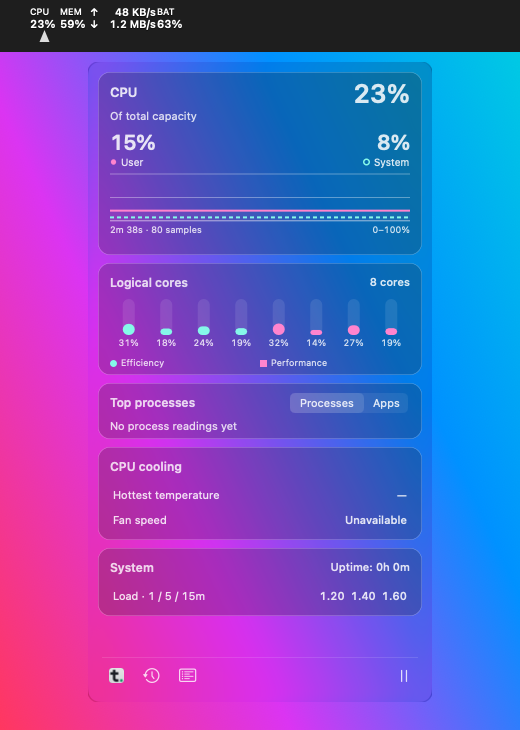 CPU MEM ↑ 48 KB/s BAT
23% 59% ↓ 1.2 MB/s 63%
CPU 23%
Of total capacity
15% 8%
User System
2m 38s · 80 samples 0–100%
Logical cores 8 cores
31% 18% 24% 19% 32% 14% 27% 19%
Efficiency Performance
Top processes Processes Apps
No process readings yet
CPU cooling
Hottest temperature —
Fan speed Unavailable
System Uptime: 0h 0m
Load · 1 / 5 / 15m 1.20 1.40 1.60
t.